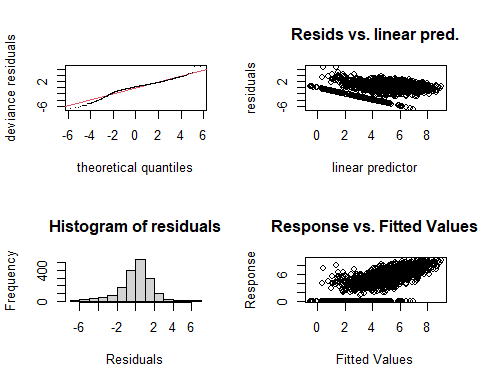 deviance residuals
2
-6
-6 -4 -2 0 2 4 6
theoretical quantiles
Resids vs. linear pred.
residuals
2
-6
0 2 4 6 8
linear predictor
Histogram of residuals
Frequency
400
0
-6 -2 0 2 4 6
Residuals
Response vs. Fitted Values
Response
6
0
0 2 4 6 8
Fitted Values